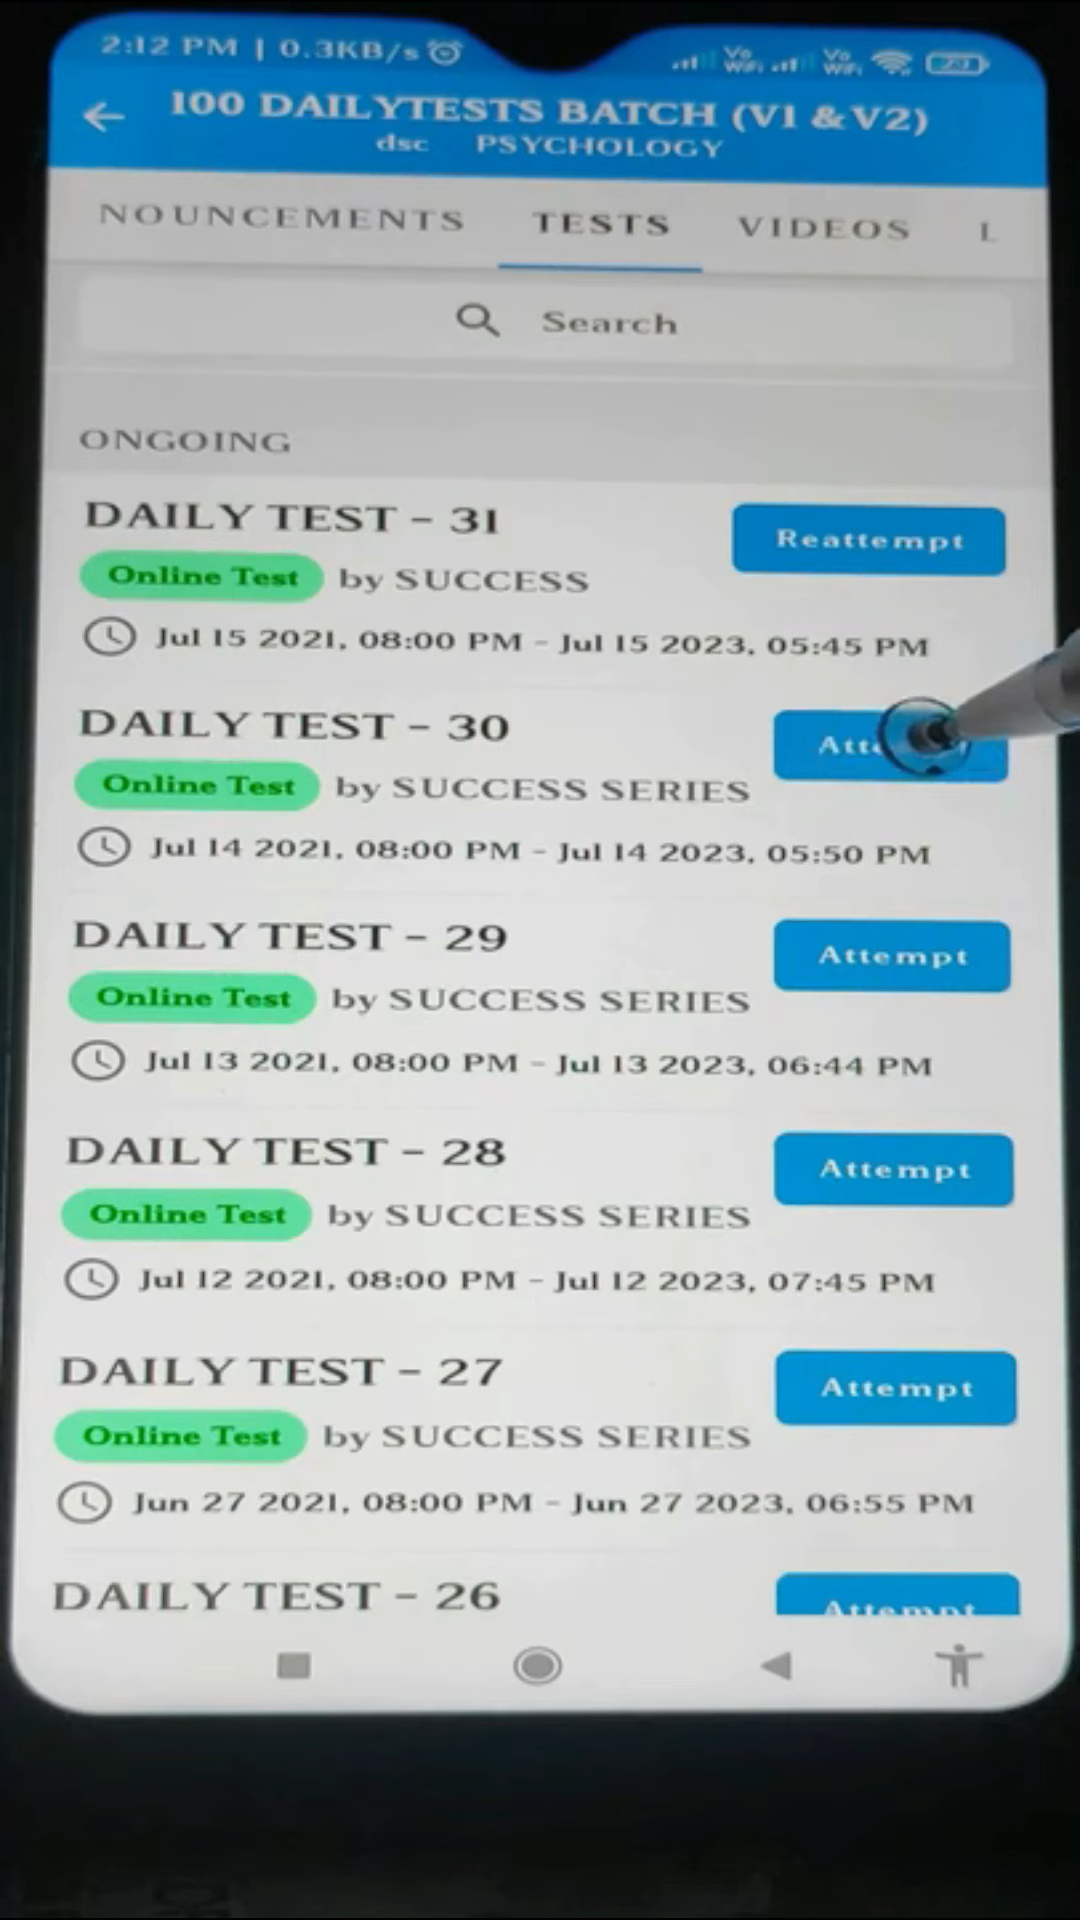 2:12 PM | 0.3KB/s
Vo WiFi Vo WiFi
100 DAILYTESTS BATCH (V1 & V2)
dsc PSYCHOLOGY
NOUNCEMENTS TESTS VIDEOS L
Search
ONGOING
DAILY TEST - 31
Reattempt
Online Test by SUCCESS
Jul 15 2021, 08:00 PM - Jul 15 2023, 05:45 PM
DAILY TEST - 30
Online Test by SUCCESS SERIES
Jul 14 2021, 08:00 PM - Jul 14 2023, 05:50 PM
DAILY TEST - 29
Attempt
Online Test by SUCCESS SERIES
Jul 13 2021, 08:00 PM - Jul 13 2023, 06:44 PM
DAILY TEST - 28
Attempt
Online Test by SUCCESS SERIES
Jul 12 2021, 08:00 PM - Jul 12 2023, 07:45 PM
DAILY TEST - 27
Attempt
Online Test by SUCCESS SERIES
Jun 27 2021, 08:00 PM - Jun 27 2023, 06:55 PM
DAILY TEST - 26
Attempt